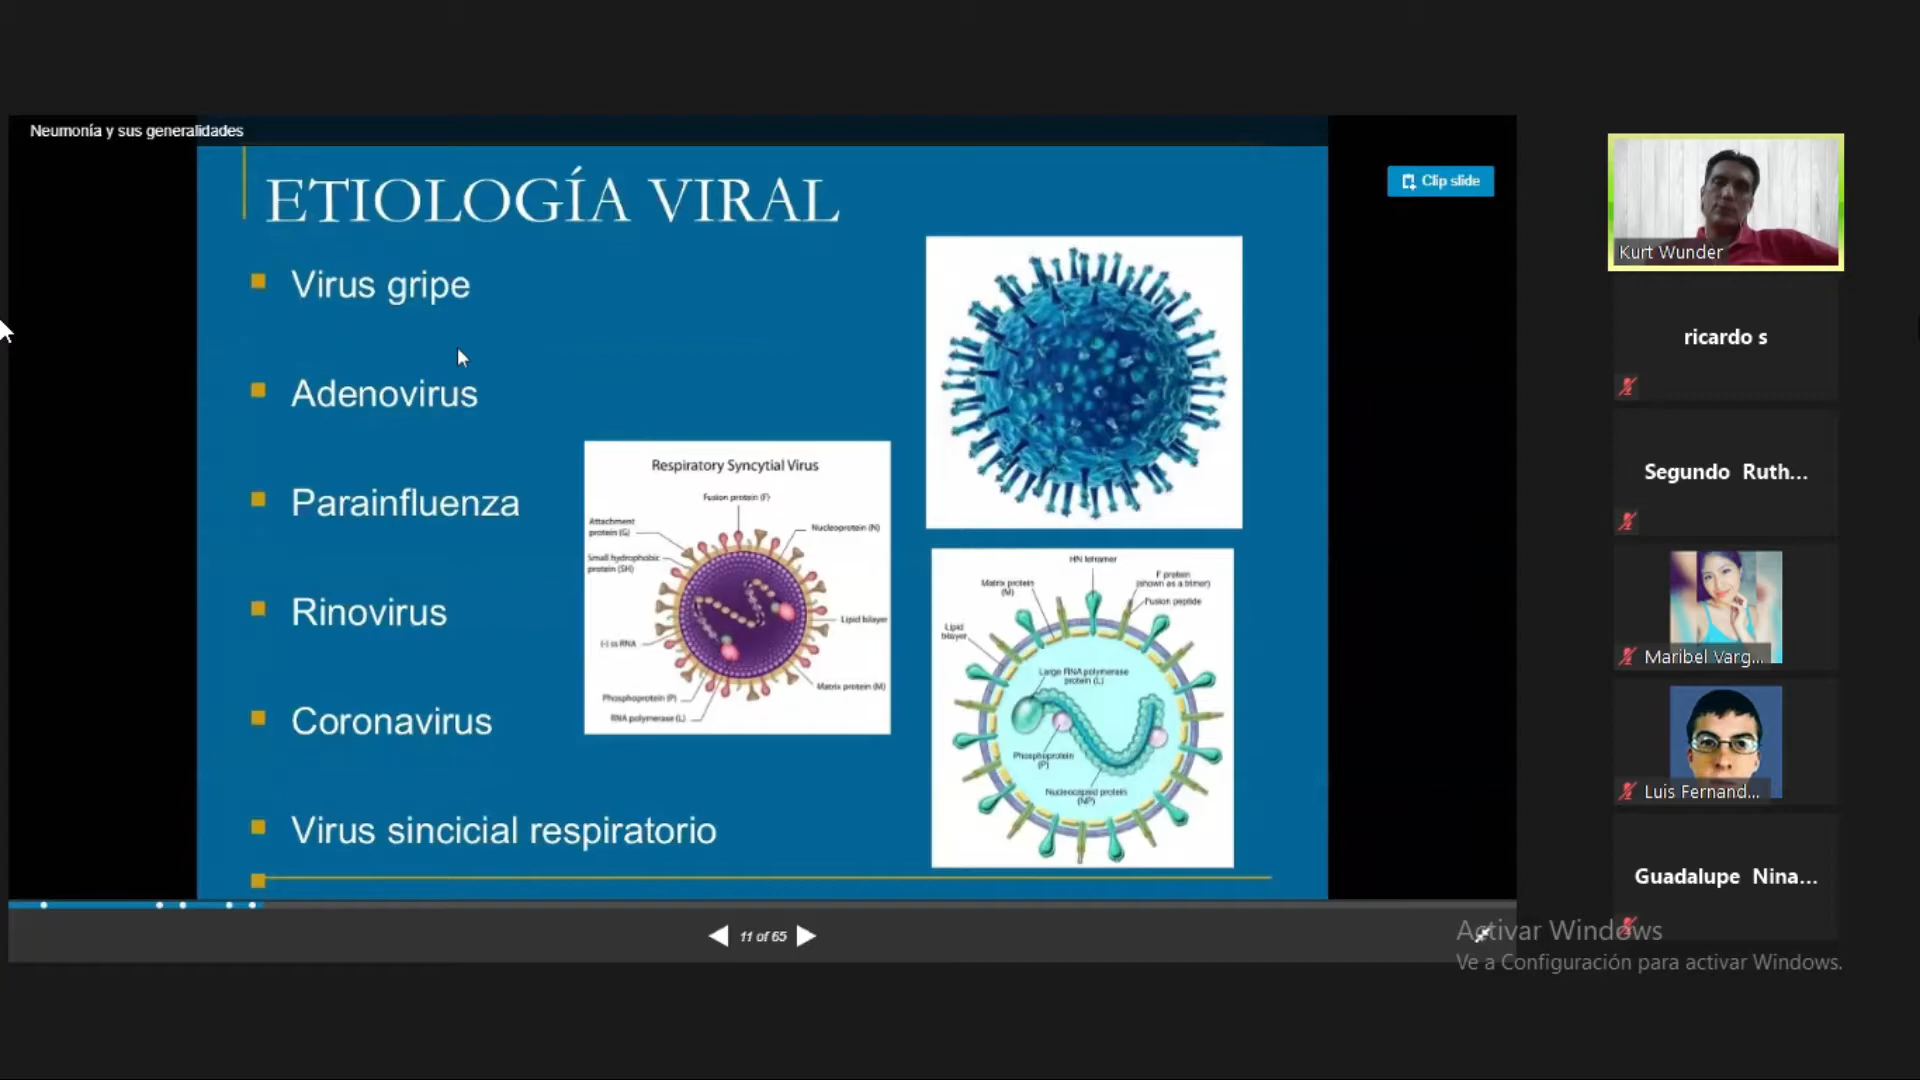 Neumonía y sus generalidades
Clip slide
ETIOLOGÍA VIRAL
Virus gripe
Adenovirus
Parainfluenza
Rinovirus
Coronavirus
Virus sincicial respiratorio
Respiratory Syncytial Virus
Fusion protein (F)
Attachment
protein (G)
Nucleoprotein (N)
Small hydrophobic
protein (SH)
Lipid bilayer
(-) ss RNA
Matrix protein (M)
Phosphoprotein (P)
RNA polymerase (L)
HN tetramer
Matrix protein
(M)
F protein
(shown as a trimer)
Fusion peptide
Lipid
bilayer
Large RNA polymerase
protein (L)
Phosphoprotein
(P)
Nucleocapsid protein
(NP)
11 of 65
Kurt Wunder
ricardo s
Segundo Ruth...
Maribel Varg...
Luis Fernand...
Guadalupe Nina...
Activar Windows
Ve a Configuración para activar Windows.